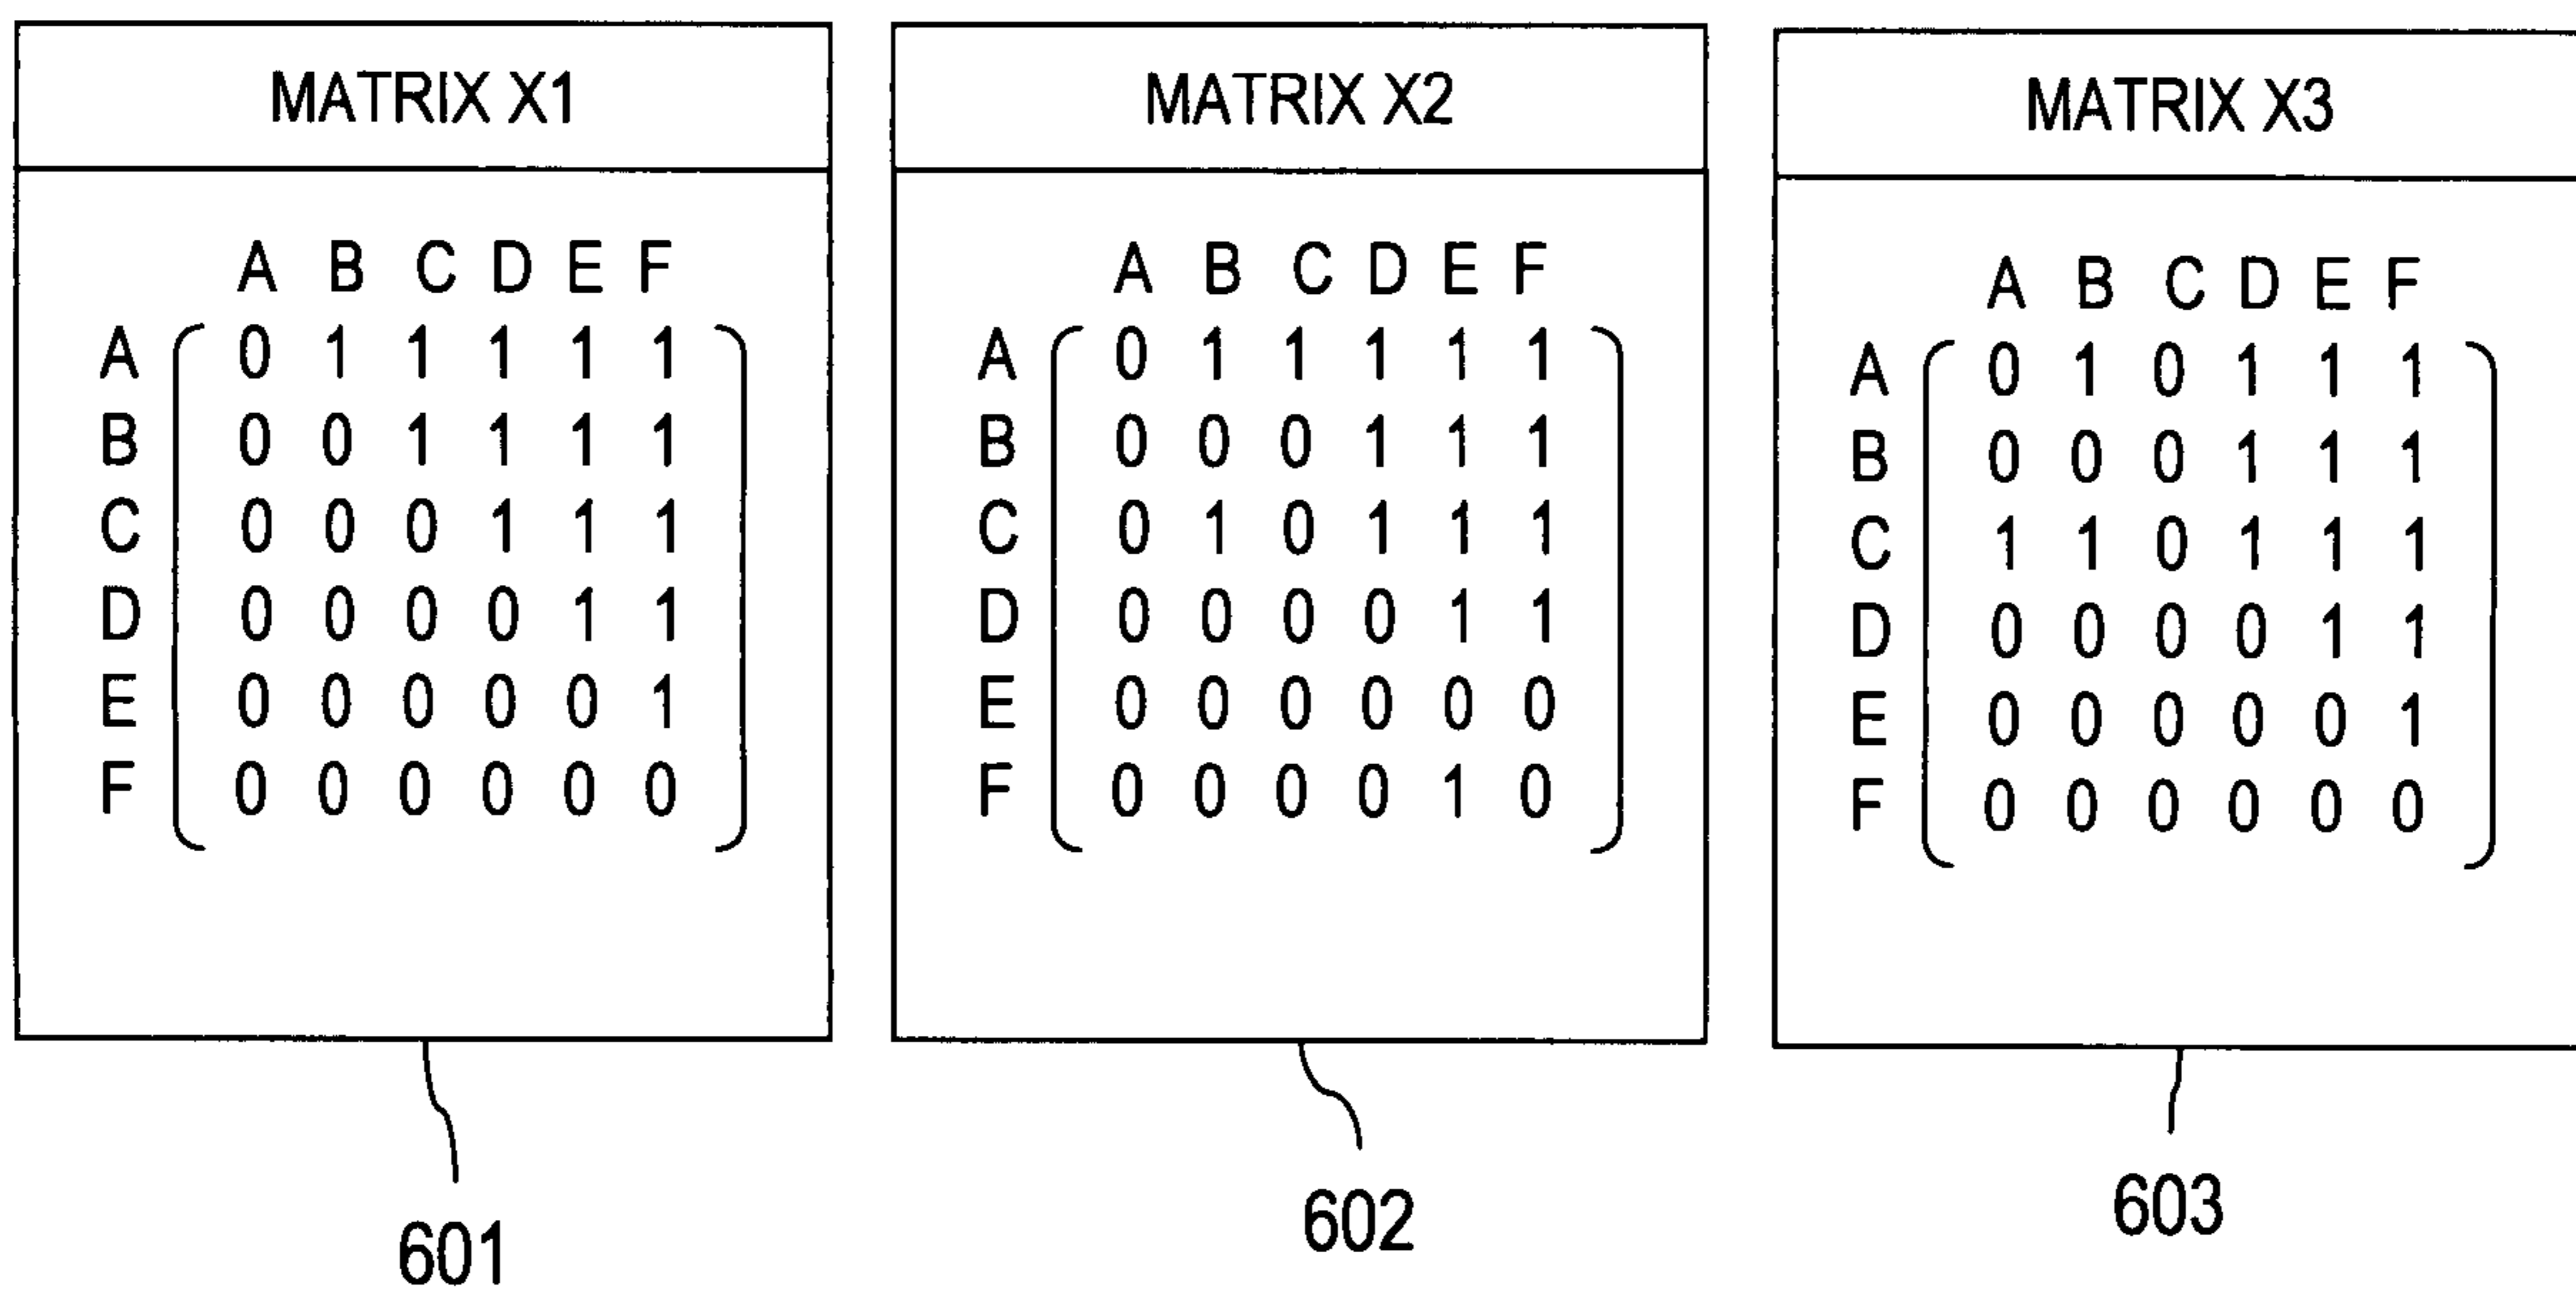 MATRIX X1
A B C D E F
A 0 1 1 1 1 1
B 0 0 1 1 1 1
C 0 0 0 1 1 1
D 0 0 0 0 1 1
E 0 0 0 0 0 1
F 0 0 0 0 0 0
601
MATRIX X2
A B C D E F
A 0 1 1 1 1 1
B 0 0 0 1 1 1
C 0 1 0 1 1 1
D 0 0 0 0 1 1
E 0 0 0 0 0 0
F 0 0 0 0 1 0
602
MATRIX X3
A B C D E F
A 0 1 0 1 1 1
B 0 0 0 1 1 1
C 1 1 0 1 1 1
D 0 0 0 0 1 1
E 0 0 0 0 0 1
F 0 0 0 0 0 0
603